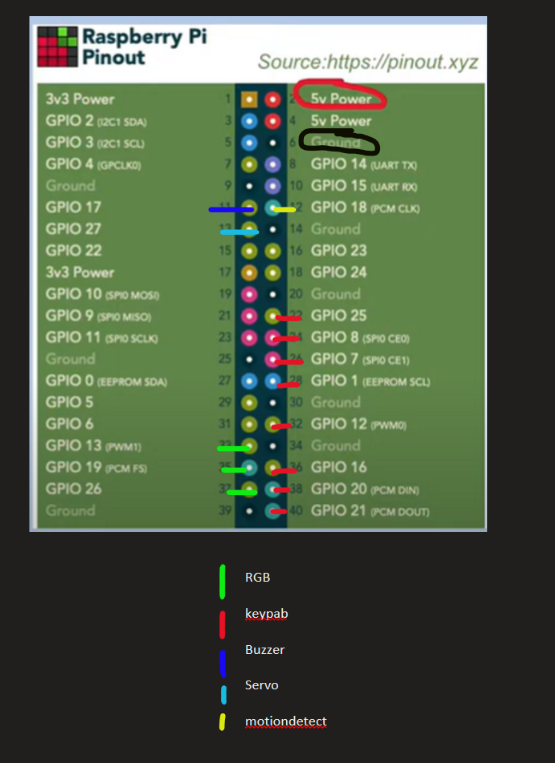 Raspberry Pi
Pinout
Source:https://pinout.xyz
3v3 Power 1 2 5v Power
GPIO 2 (I2C1 SDA) 3 4 5v Power
GPIO 3 (I2C1 SCL) 5 6 Ground
GPIO 4 (GPCLK0) 7 8 GPIO 14 (UART TX)
Ground 9 10 GPIO 15 (UART RX)
GPIO 17 11 12 GPIO 18 (PCM CLK)
GPIO 27 13 14 Ground
GPIO 22 15 16 GPIO 23
3v3 Power 17 18 GPIO 24
GPIO 10 (SPI0 MOSI) 19 20 Ground
GPIO 9 (SPI0 MISO) 21 22 GPIO 25
GPIO 11 (SPI0 SCLK) 23 24 GPIO 8 (SPI0 CE0)
Ground 25 26 GPIO 7 (SPI0 CE1)
GPIO 0 (EEPROM SDA) 27 28 GPIO 1 (EEPROM SCL)
GPIO 5 29 30 Ground
GPIO 6 31 32 GPIO 12 (PWM0)
GPIO 13 (PWM1) 33 34 Ground
GPIO 19 (PCM FS) 35 36 GPIO 16
GPIO 26 37 38 GPIO 20 (PCM DIN)
Ground 39 40 GPIO 21 (PCM DOUT)
RGB
keypab
Buzzer
Servo
motiondetect